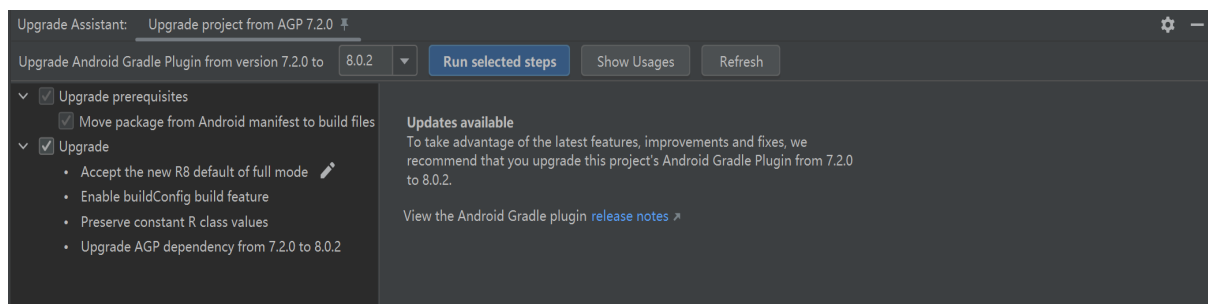 Upgrade Assistant: Upgrade project from AGP 7.2.0
Upgrade Android Gradle Plugin from version 7.2.0 to 8.0.2 Run selected steps Show Usages Refresh
Upgrade prerequisites
Move package from Android manifest to build files
Upgrade
Accept the new R8 default of full mode
Enable buildConfig build feature
Preserve constant R class values
Upgrade AGP dependency from 7.2.0 to 8.0.2
Updates available
To take advantage of the latest features, improvements and fixes, we
recommend that you upgrade this project's Android Gradle Plugin from 7.2.0
to 8.0.2.
View the Android Gradle plugin release notes